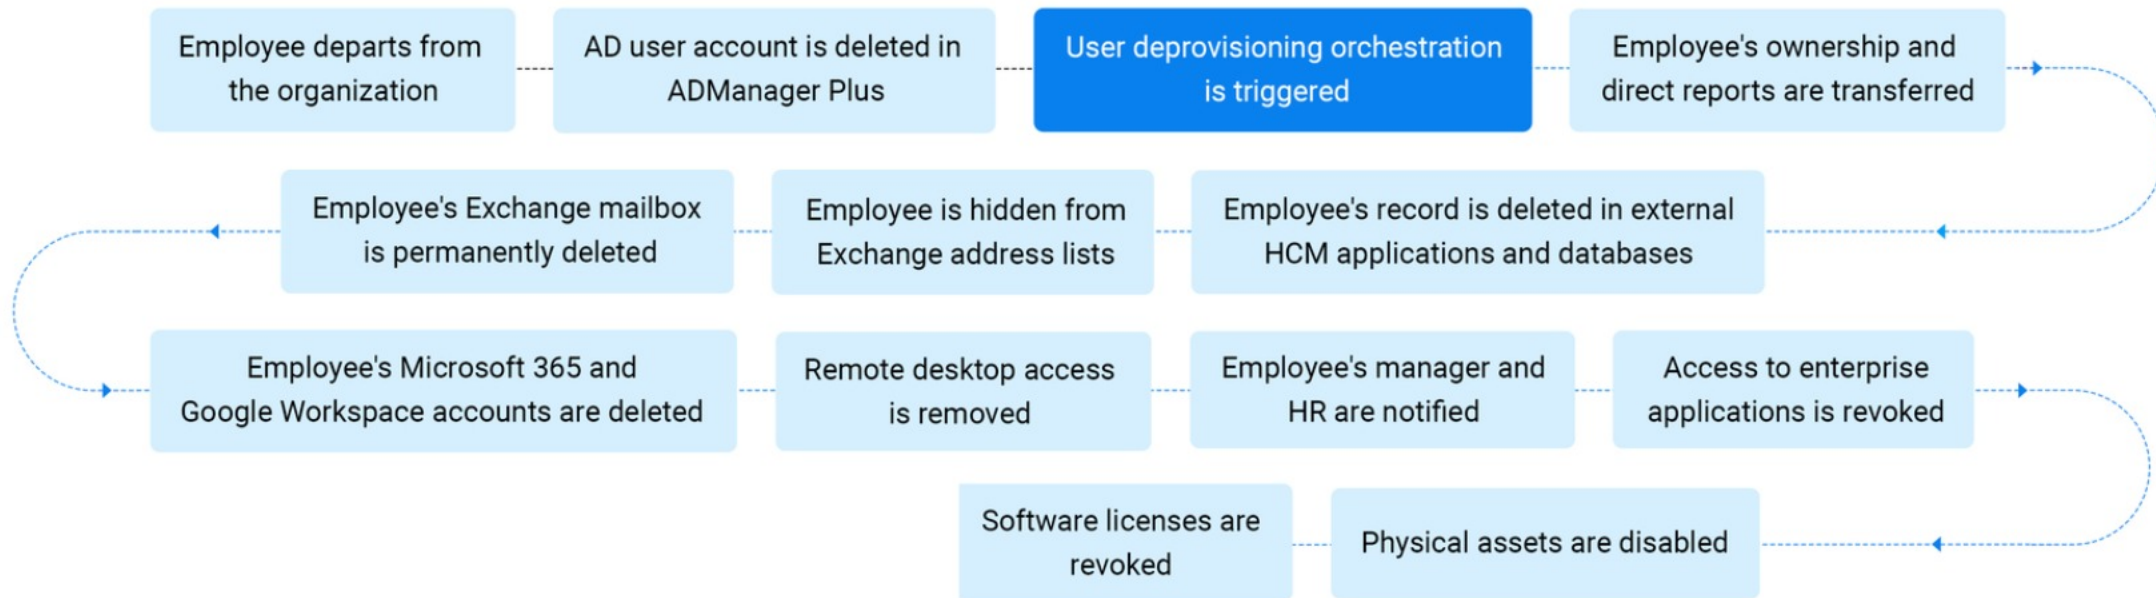 Employee departs from
the organization
AD user account is deleted in
ADManager Plus
User deprovisioning orchestration
is triggered
Employee's ownership and
direct reports are transferred
Employee's record is deleted in external
HCM applications and databases
Employee is hidden from
Exchange address lists
Employee's Exchange mailbox
is permanently deleted
Employee's Microsoft 365 and
Google Workspace accounts are deleted
Remote desktop access
is removed
Employee's manager and
HR are notified
Access to enterprise
applications is revoked
Physical assets are disabled
Software licenses are
revoked